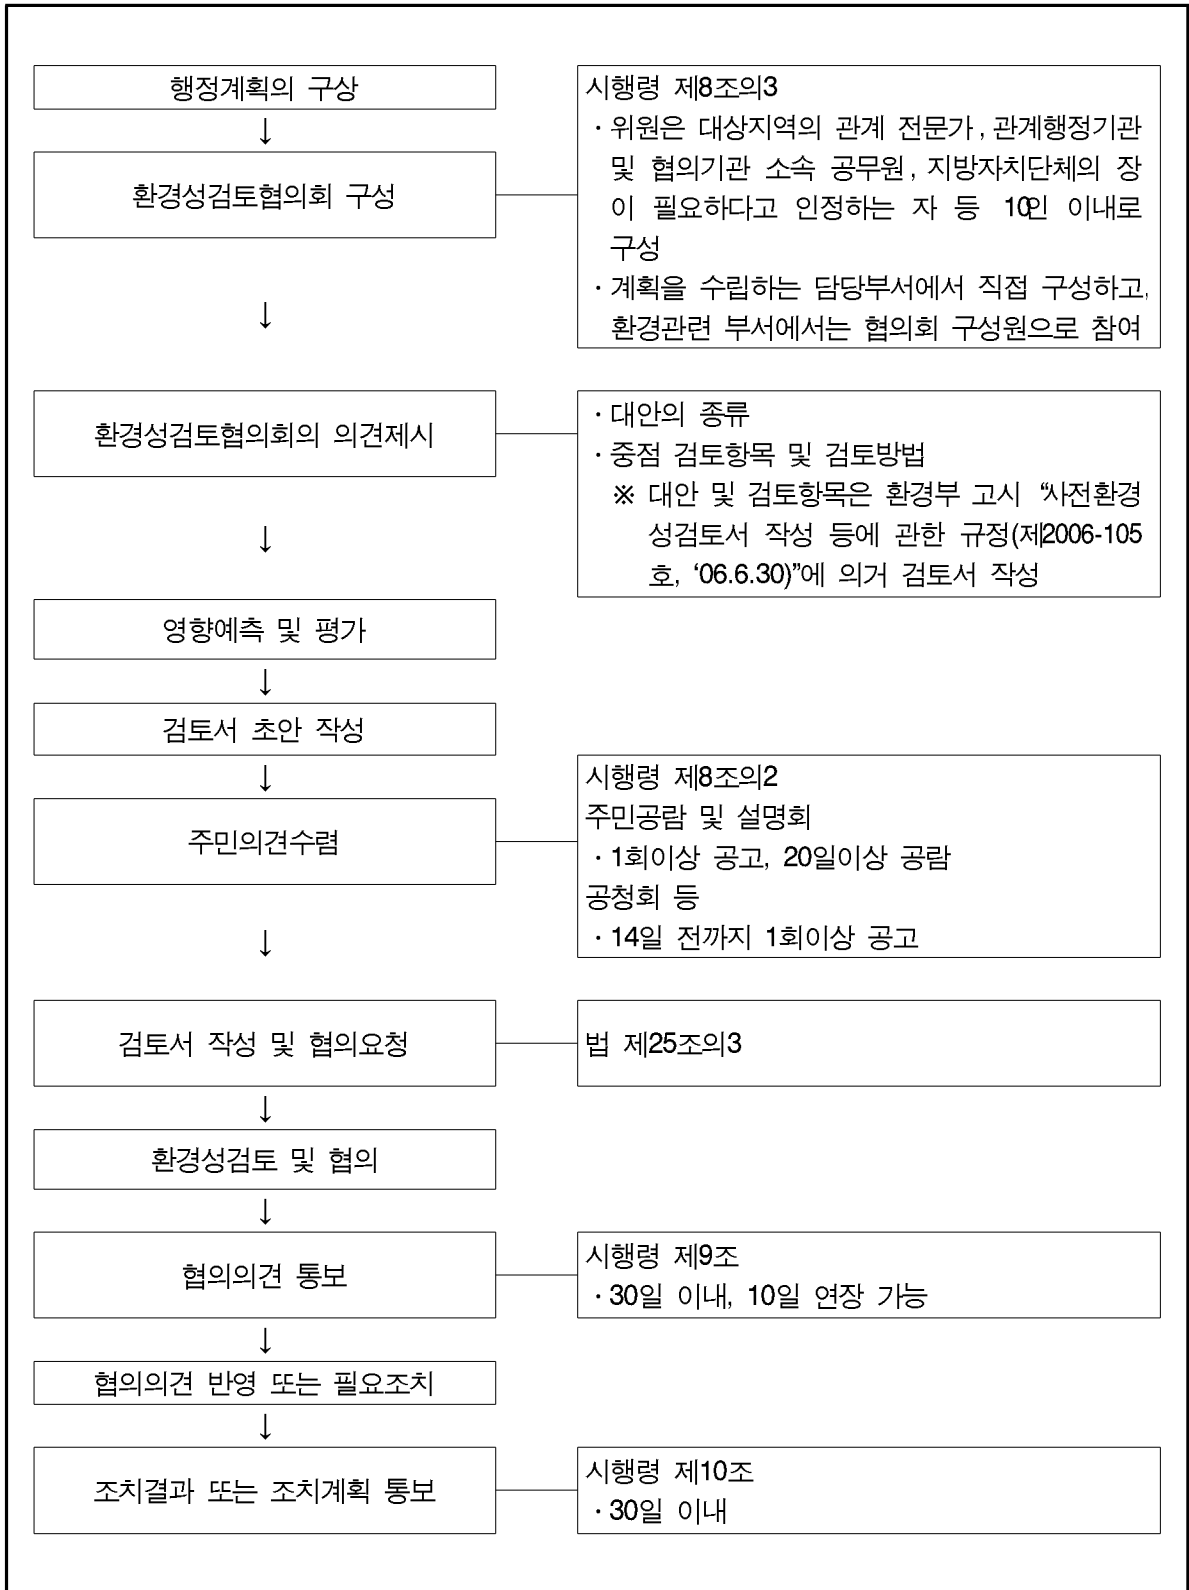 행정계획의 구상
↓
환경성검토협의회 구성
시행령 제8조의3
· 위원은 대상지역의 관계 전문가, 관계행정기관
및 협의기관 소속 공무원, 지방자치단체의 장
이 필요하다고 인정하는 자 등 10인 이내로
구성
· 계획을 수립하는 담당부서에서 직접 구성하고,
환경관련 부서에서는 협의회 구성원으로 참여
↓
환경성검토협의회의 의견제시
· 대안의 종류
· 중점 검토항목 및 검토방법
※ 대안 및 검토항목은 환경부 고시 “사전환경
성검토서 작성 등에 관한 규정(제2006-105
호, ‘06.6.30)”에 의거 검토서 작성
↓
영향예측 및 평가
↓
검토서 초안 작성
↓
주민의견수렴
시행령 제8조의2
주민공람 및 설명회
· 1회이상 공고, 20일이상 공람
공청회 등
· 14일 전까지 1회이상 공고
↓
검토서 작성 및 협의요청
법 제25조의3
↓
환경성검토 및 협의
↓
협의의견 통보
시행령 제9조
· 30일 이내, 10일 연장 가능
↓
협의의견 반영 또는 필요조치
↓
조치결과 또는 조치계획 통보
시행령 제10조
· 30일 이내